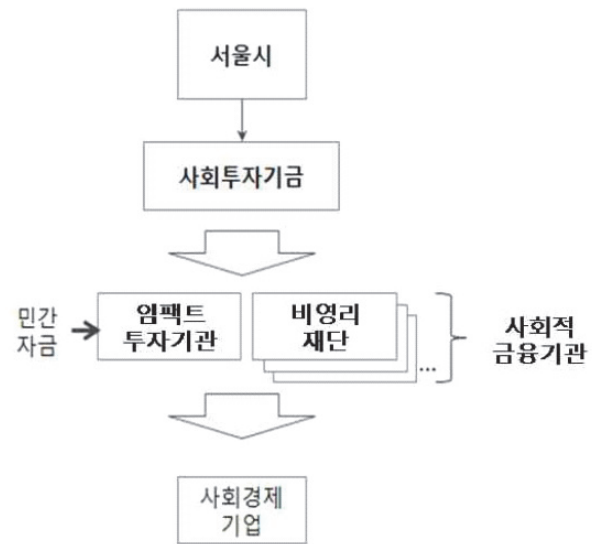 서울시
사회투자기금
민간
자금
임팩트
투자기관
비영리
재단
...
사회적
금융기관
사회경제
기업